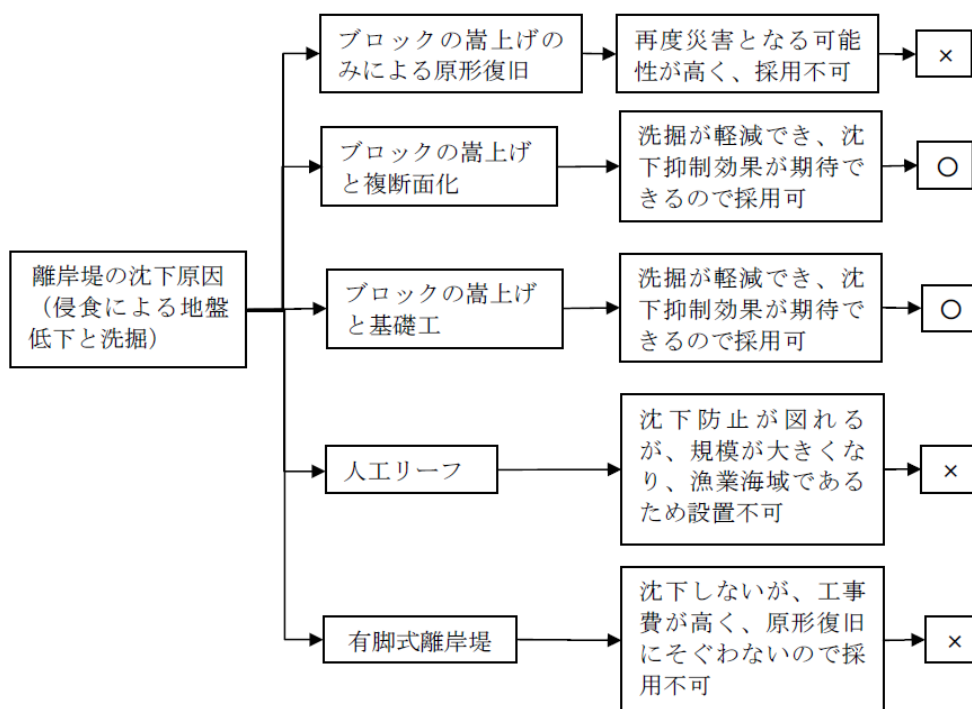 ブロックの嵩上げの
みによる原形復旧
再度災害となる可能
性が高く、採用不可
×
ブロックの嵩上げ
と複断面化
洗掘が軽減でき、沈
下抑制効果が期待で
きるので採用可
○
離岸堤の沈下原因
（侵食による地盤
低下と洗掘）
ブロックの嵩上げ
と基礎工
洗掘が軽減でき、沈
下抑制効果が期待で
きるので採用可
○
人工リーフ
沈下防止が図れる
が、規模が大きくな
り、漁業海域である
ため設置不可
×
有脚式離岸堤
沈下しないが、工事
費が高く、原形復旧
にそぐわないので採
用不可
×